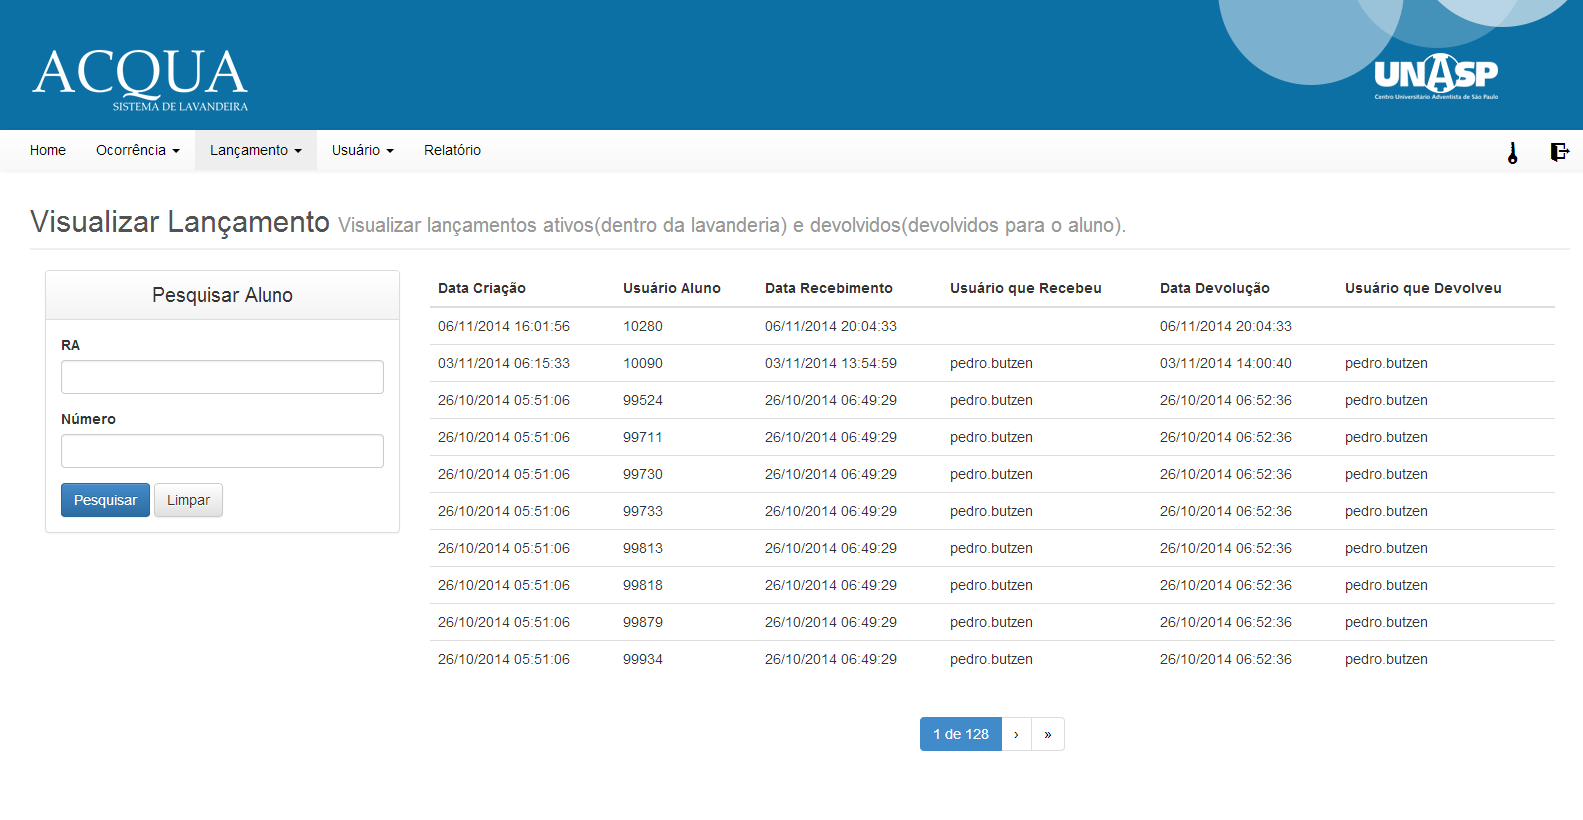 ACQUA
SISTEMA DE LAVANDEIRA
UNASP
Centro Universitário Adventista de São Paulo
Home Ocorrência Lançamento Usuário Relatório
Visualizar Lançamento Visualizar lançamentos ativos(dentro da lavanderia) e devolvidos(devolvidos para o aluno).
Pesquisar Aluno
RA
Número
Pesquisar Limpar
Data Criação Usuário Aluno Data Recebimento Usuário que Recebeu Data Devolução Usuário que Devolveu
06/11/2014 16:01:56 10280 06/11/2014 20:04:33 06/11/2014 20:04:33
03/11/2014 06:15:33 10090 03/11/2014 13:54:59 pedro.butzen 03/11/2014 14:00:40 pedro.butzen
26/10/2014 05:51:06 99524 26/10/2014 06:49:29 pedro.butzen 26/10/2014 06:52:36 pedro.butzen
26/10/2014 05:51:06 99711 26/10/2014 06:49:29 pedro.butzen 26/10/2014 06:52:36 pedro.butzen
26/10/2014 05:51:06 99730 26/10/2014 06:49:29 pedro.butzen 26/10/2014 06:52:36 pedro.butzen
26/10/2014 05:51:06 99733 26/10/2014 06:49:29 pedro.butzen 26/10/2014 06:52:36 pedro.butzen
26/10/2014 05:51:06 99813 26/10/2014 06:49:29 pedro.butzen 26/10/2014 06:52:36 pedro.butzen
26/10/2014 05:51:06 99818 26/10/2014 06:49:29 pedro.butzen 26/10/2014 06:52:36 pedro.butzen
26/10/2014 05:51:06 99879 26/10/2014 06:49:29 pedro.butzen 26/10/2014 06:52:36 pedro.butzen
26/10/2014 05:51:06 99934 26/10/2014 06:49:29 pedro.butzen 26/10/2014 06:52:36 pedro.butzen
1 de 128 › »